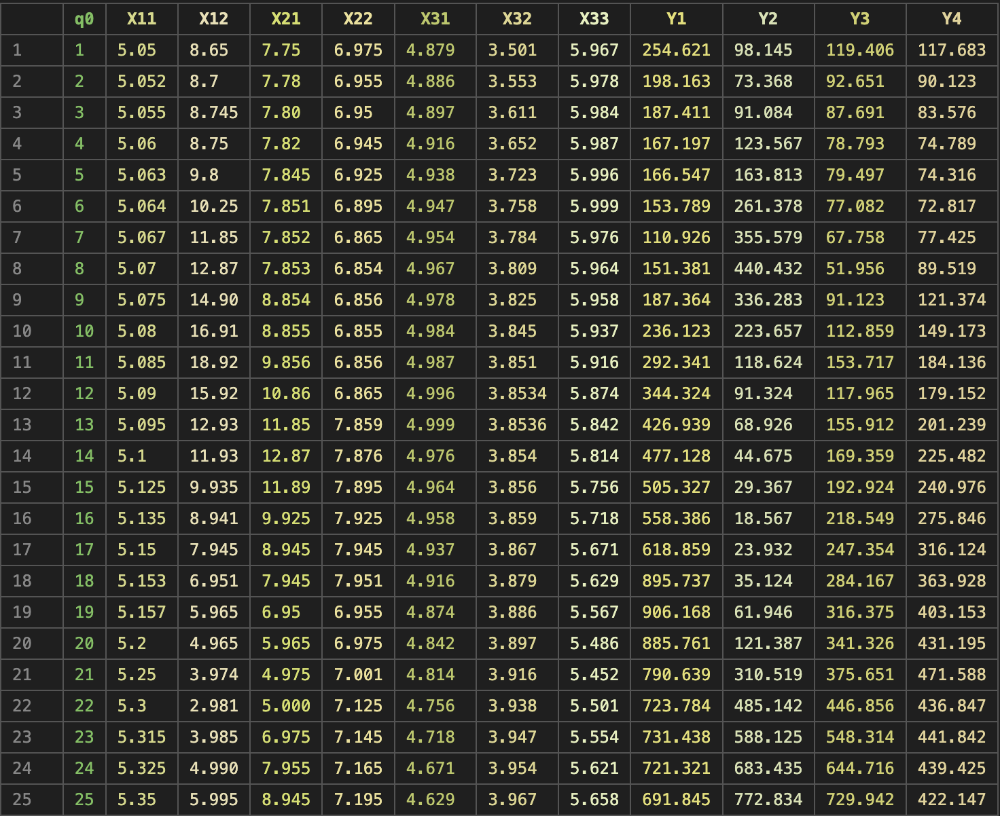 q0 X11 X12 X21 X22 X31 X32 X33 Y1 Y2 Y3 Y4
1 1 5.05 8.65 7.75 6.975 4.879 3.501 5.967 254.621 98.145 119.406 117.683
2 2 5.052 8.7 7.78 6.955 4.886 3.553 5.978 198.163 73.368 92.651 90.123
3 3 5.055 8.745 7.80 6.95 4.897 3.611 5.984 187.411 91.084 87.691 83.576
4 4 5.06 8.75 7.82 6.945 4.916 3.652 5.987 167.197 123.567 78.793 74.789
5 5 5.063 9.8 7.845 6.925 4.938 3.723 5.996 166.547 163.813 79.497 74.316
6 6 5.064 10.25 7.851 6.895 4.947 3.758 5.999 153.789 261.378 77.082 72.817
7 7 5.067 11.85 7.852 6.865 4.954 3.784 5.976 110.926 355.579 67.758 77.425
8 8 5.07 12.87 7.853 6.854 4.967 3.809 5.964 151.381 440.432 51.956 89.519
9 9 5.075 14.90 8.854 6.856 4.978 3.825 5.958 187.364 336.283 91.123 121.374
10 10 5.08 16.91 8.855 6.855 4.984 3.845 5.937 236.123 223.657 112.859 149.173
11 11 5.085 18.92 9.856 6.856 4.987 3.851 5.916 292.341 118.624 153.717 184.136
12 12 5.09 15.92 10.86 6.865 4.996 3.8534 5.874 344.324 91.324 117.965 179.152
13 13 5.095 12.93 11.85 7.859 4.999 3.8536 5.842 426.939 68.926 155.912 201.239
14 14 5.1 11.93 12.87 7.876 4.976 3.854 5.814 477.128 44.675 169.359 225.482
15 15 5.125 9.935 11.89 7.895 4.964 3.856 5.756 505.327 29.367 192.924 240.976
16 16 5.135 8.941 9.925 7.925 4.958 3.859 5.718 558.386 18.567 218.549 275.846
17 17 5.15 7.945 8.945 7.945 4.937 3.867 5.671 618.859 23.932 247.354 316.124
18 18 5.153 6.951 7.945 7.951 4.916 3.879 5.629 895.737 35.124 284.167 363.928
19 19 5.157 5.965 6.95 6.955 4.874 3.886 5.567 906.168 61.946 316.375 403.153
20 20 5.2 4.965 5.965 6.975 4.842 3.897 5.486 885.761 121.387 341.326 431.195
21 21 5.25 3.974 4.975 7.001 4.814 3.916 5.452 790.639 310.519 375.651 471.588
22 22 5.3 2.981 5.000 7.125 4.756 3.938 5.501 723.784 485.142 446.856 436.847
23 23 5.315 3.985 6.975 7.145 4.718 3.947 5.554 731.438 588.125 548.314 441.842
24 24 5.325 4.990 7.955 7.165 4.671 3.954 5.621 721.321 683.435 644.716 439.425
25 25 5.35 5.995 8.945 7.195 4.629 3.967 5.658 691.845 772.834 729.942 422.147